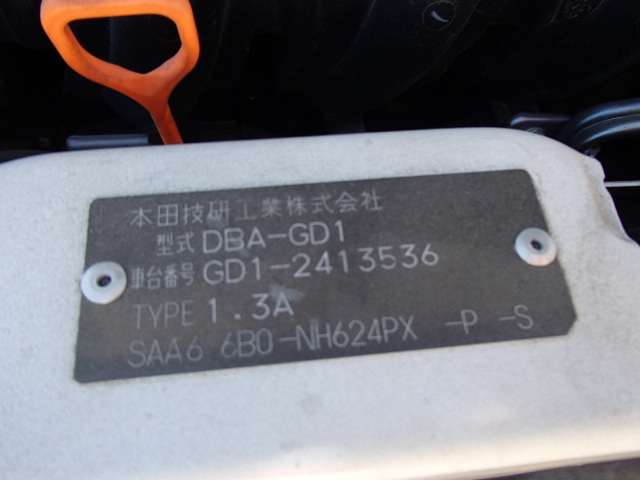 本田技研工業株式会社
型式 DBA-GD1
車台番号 GD1-2413536
TYPE 1.3A
SAA6 6B0-NH624PX -P -S